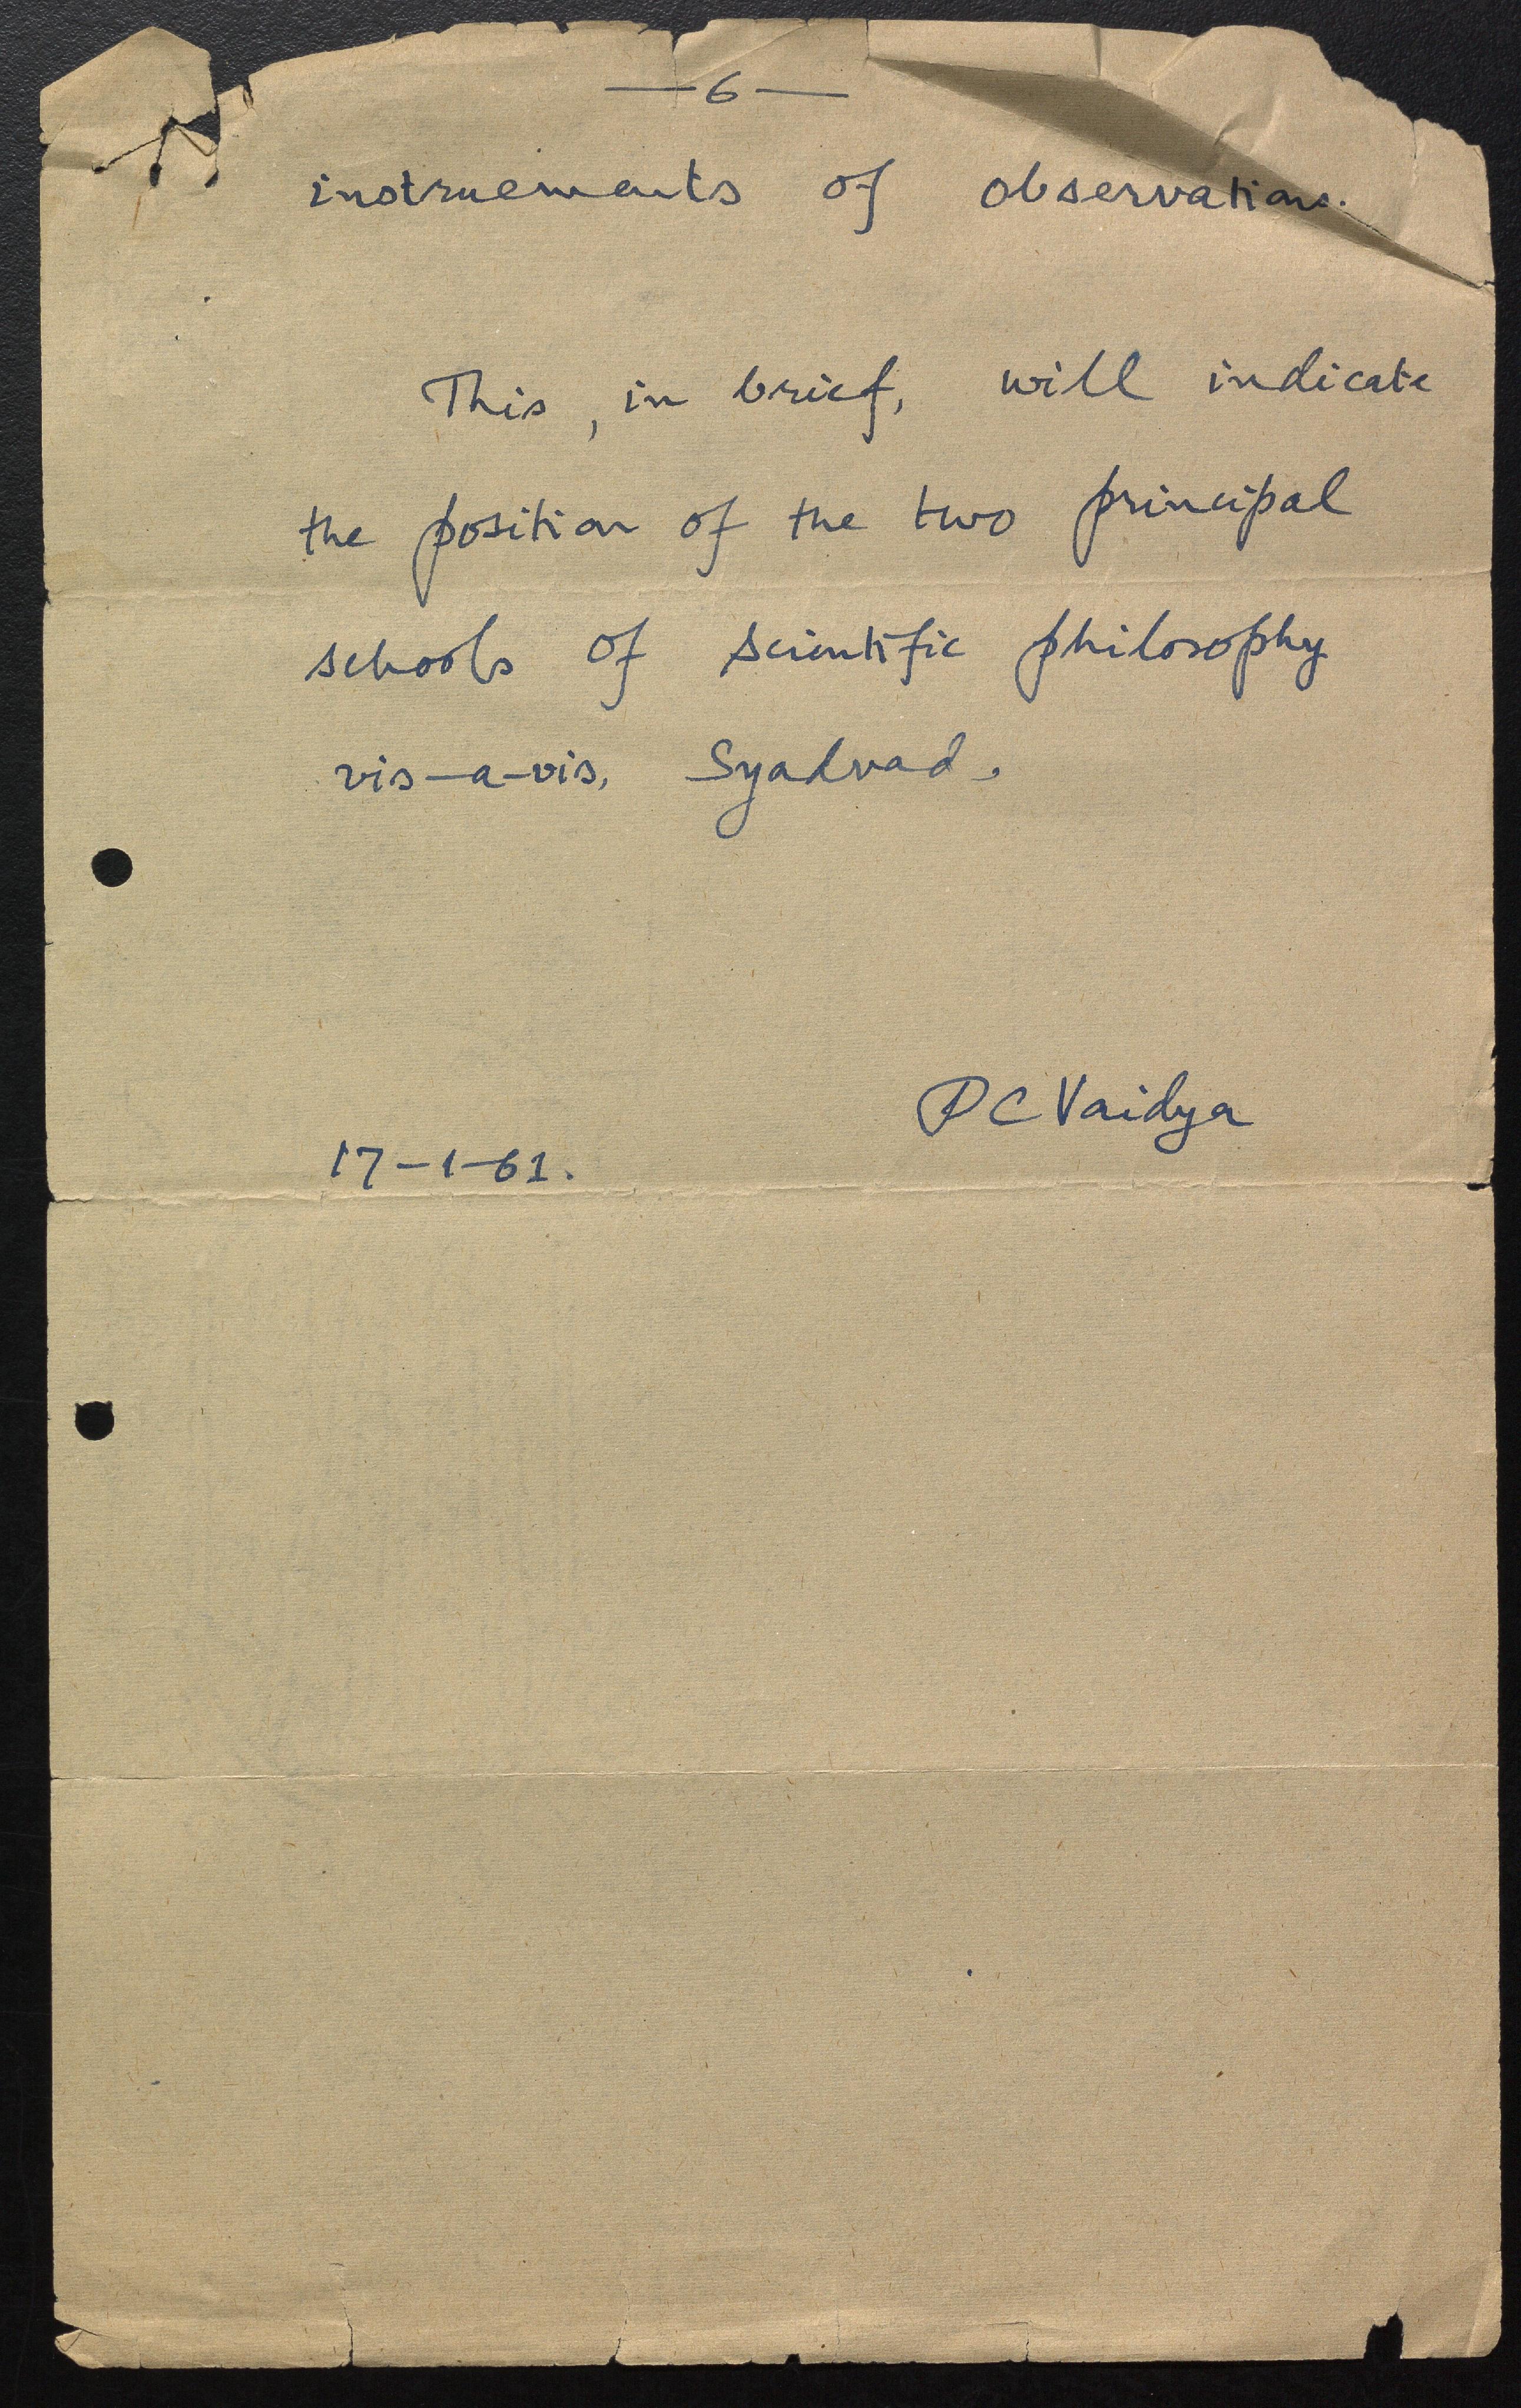 — 6 —
instruements of observations.
This, in brief, will indicate
the position of the two principal
schools of scientific philosophy
vis-a-vis, Syadvad.
P C Vaidya
17-1-61.